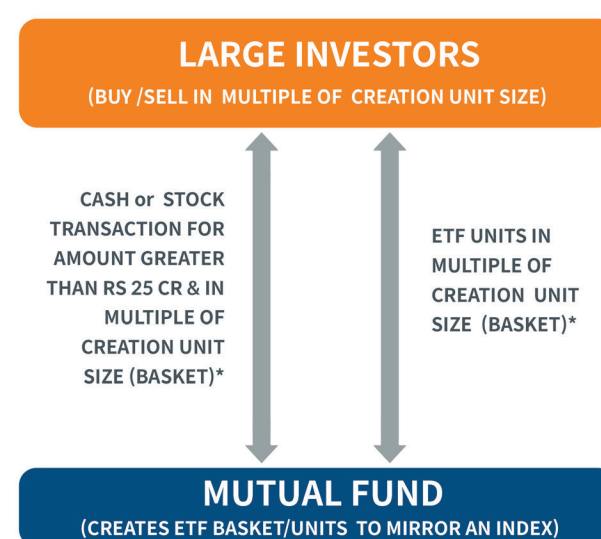 LARGE INVESTORS
(BUY /SELL IN MULTIPLE OF CREATION UNIT SIZE)
CASH or STOCK
TRANSACTION FOR
AMOUNT GREATER
THAN RS 25 CR & IN
MULTIPLE OF
CREATION UNIT
SIZE (BASKET)*
ETF UNITS IN
MULTIPLE OF
CREATION UNIT
SIZE (BASKET)*
MUTUAL FUND
(CREATES ETF BASKET/UNITS TO MIRROR AN INDEX)